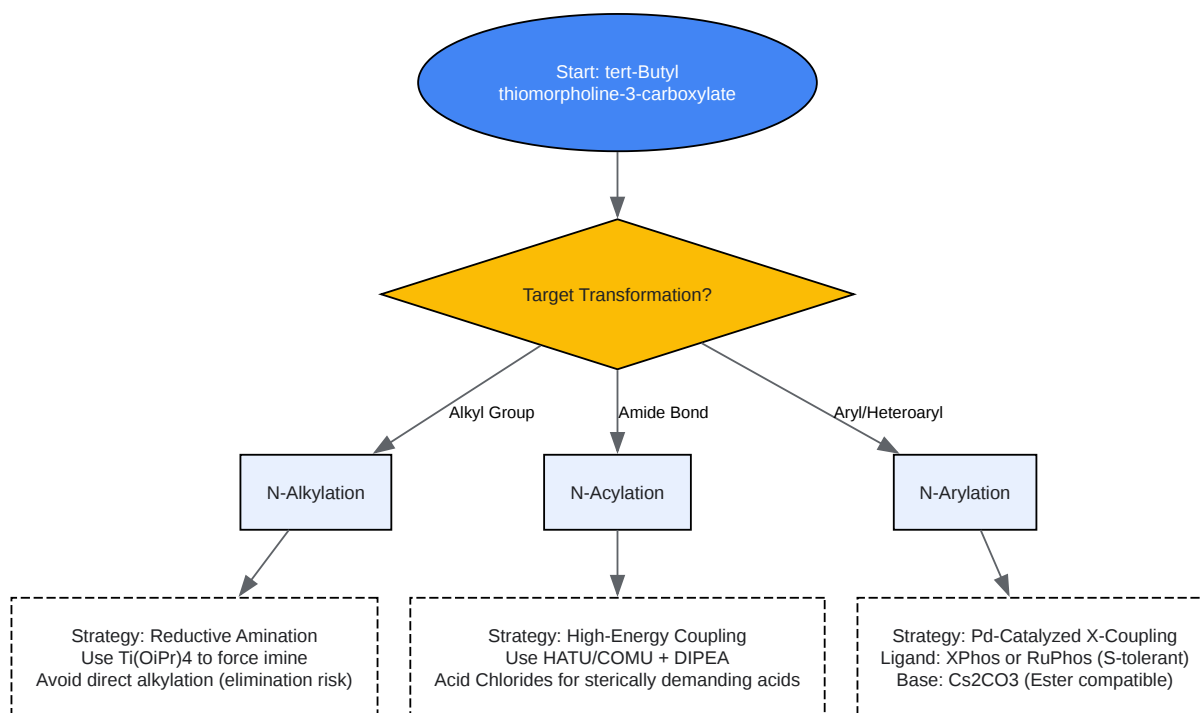 Start: tert-Butyl
thiomorpholine-3-carboxylate
Target Transformation?
Alkyl Group
Amide Bond
Aryl/Heteroaryl
N-Alkylation
N-Acylation
N-Arylation
Strategy: Reductive Amination
Use Ti(OiPr)4 to force imine
Avoid direct alkylation (elimination risk)
Strategy: High-Energy Coupling
Use HATU/COMU + DIPEA
Acid Chlorides for sterically demanding acids
Strategy: Pd-Catalyzed X-Coupling
Ligand: XPhos or RuPhos (S-tolerant)
Base: Cs2CO3 (Ester compatible)